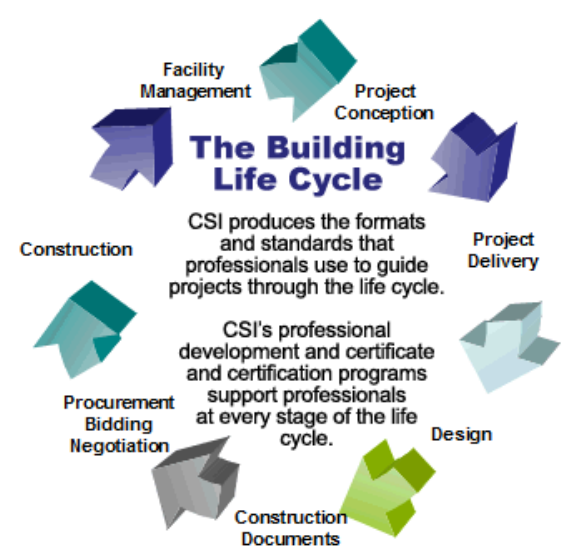 Facility
Management
Project
Conception
The Building
Life Cycle
CSI produces the formats
and standards that
professionals use to guide
projects through the life cycle.
Construction
Project
Delivery
CSI's professional
development and certificate
and certification programs
support professionals
at every stage of the life
cycle.
Procurement
Bidding
Negotiation
Design
Construction
Documents